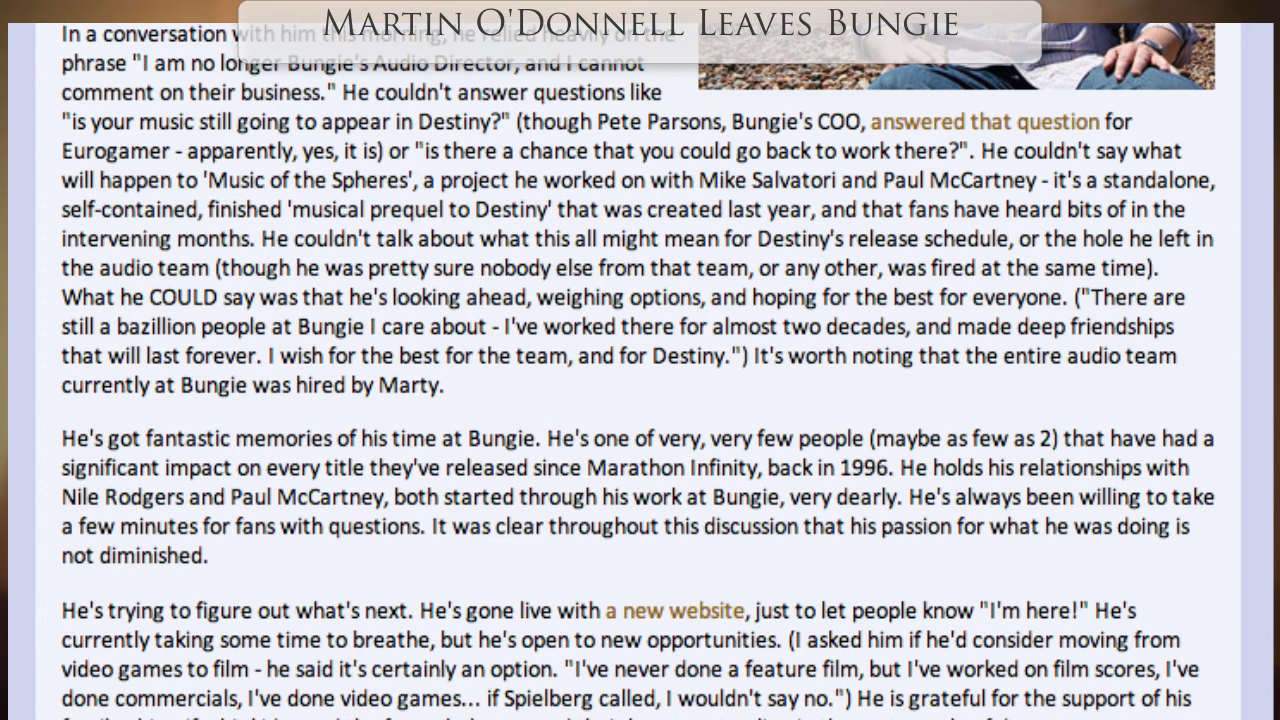 Martin O'Donnell Leaves Bungie
In a conversation with him this morning, he relied heavily on the
phrase "I am no longer Bungie's Audio Director, and I cannot
comment on their business." He couldn't answer questions like
"is your music still going to appear in Destiny?" (though Pete Parsons, Bungie's COO, answered that question for
Eurogamer - apparently, yes, it is) or "is there a chance that you could go back to work there?". He couldn't say what
will happen to 'Music of the Spheres', a project he worked on with Mike Salvatori and Paul McCartney - it's a standalone,
self-contained, finished 'musical prequel to Destiny' that was created last year, and that fans have heard bits of in the
intervening months. He couldn't talk about what this all might mean for Destiny's release schedule, or the hole he left in
the audio team (though he was pretty sure nobody else from that team, or any other, was fired at the same time).
What he COULD say was that he's looking ahead, weighing options, and hoping for the best for everyone. ("There are
still a bazillion people at Bungie I care about - I've worked there for almost two decades, and made deep friendships
that will last forever. I wish for the best for the team, and for Destiny.") It's worth noting that the entire audio team
currently at Bungie was hired by Marty.
He's got fantastic memories of his time at Bungie. He's one of very, very few people (maybe as few as 2) that have had a
significant impact on every title they've released since Marathon Infinity, back in 1996. He holds his relationships with
Nile Rodgers and Paul McCartney, both started through his work at Bungie, very dearly. He's always been willing to take
a few minutes for fans with questions. It was clear throughout this discussion that his passion for what he was doing is
not diminished.
He's trying to figure out what's next. He's gone live with a new website, just to let people know "I'm here!" He's
currently taking some time to breathe, but he's open to new opportunities. (I asked him if he'd consider moving from
video games to film - he said it's certainly an option. "I've never done a feature film, but I've worked on film scores, I've
done commercials, I've done video games... if Spielberg called, I wouldn't say no.") He is grateful for the support of his